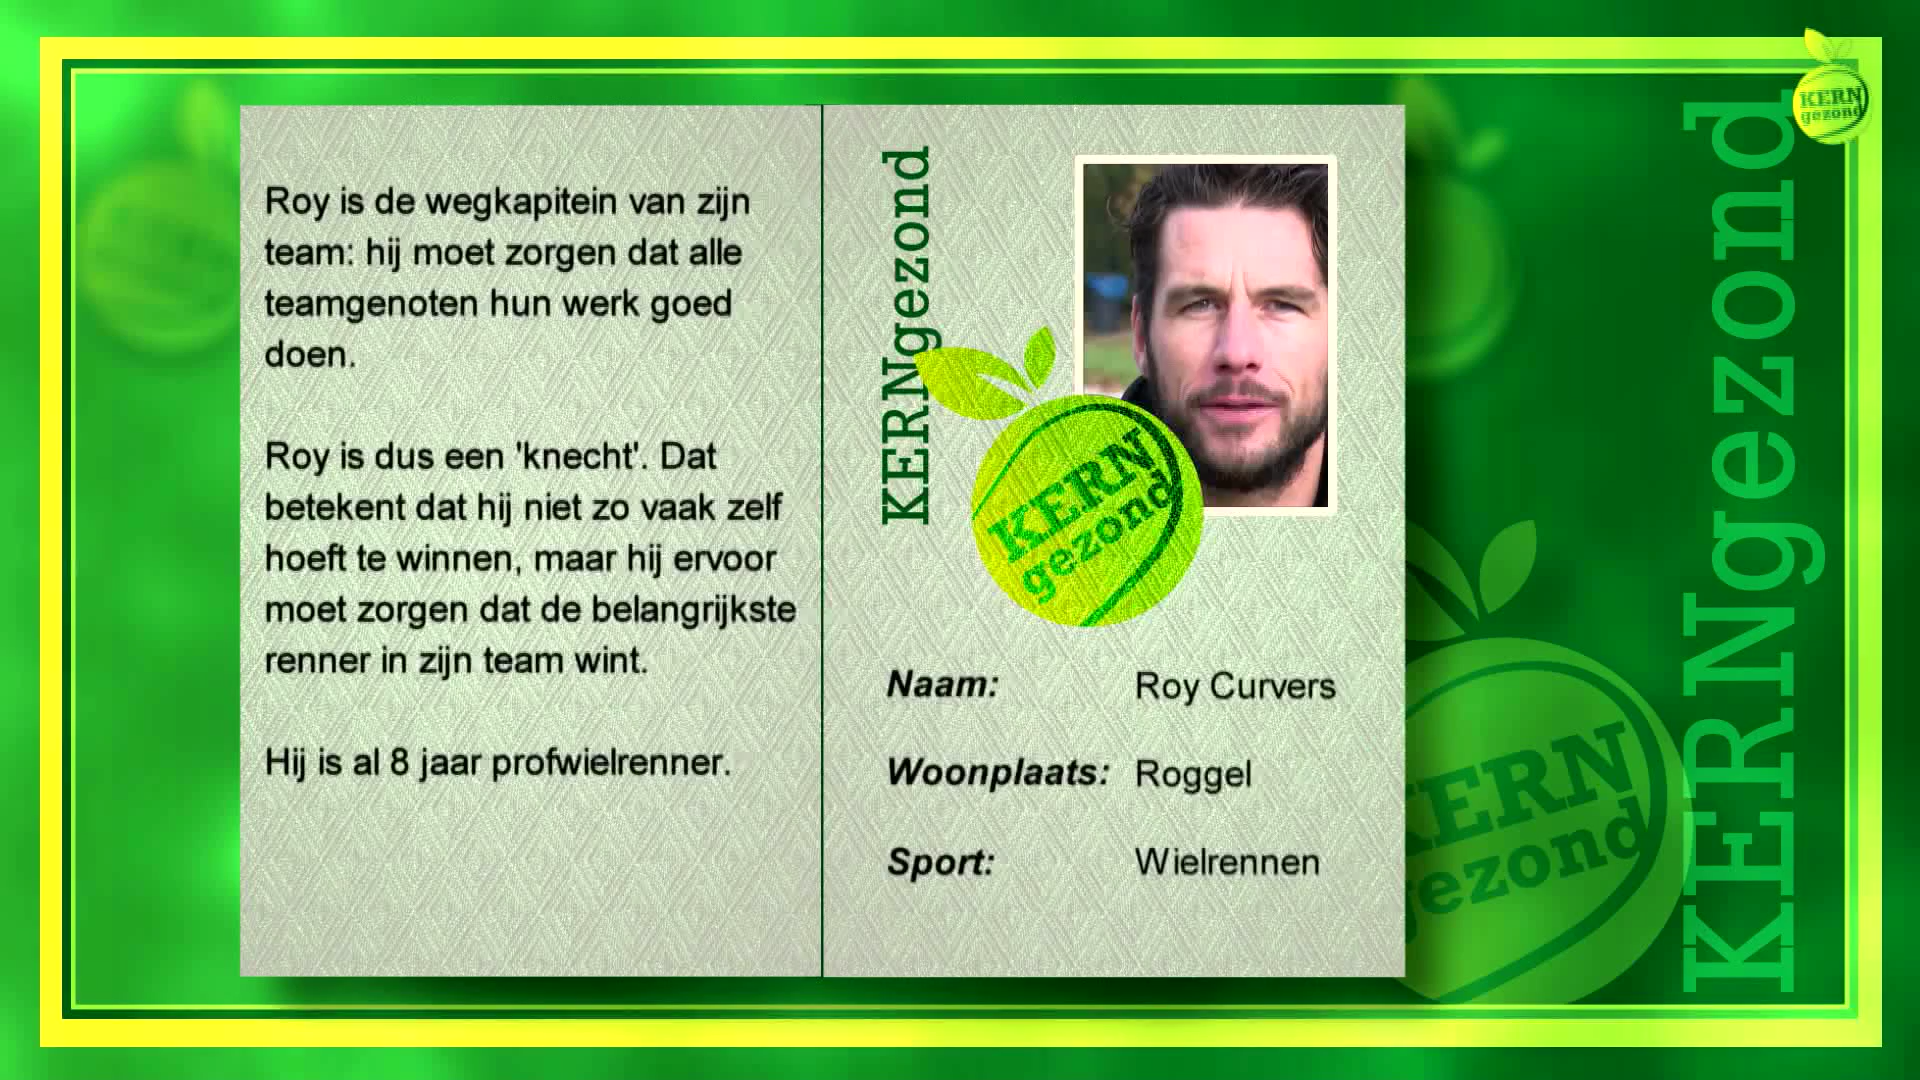 Roy is de wegkapitein van zijn
team: hij moet zorgen dat alle
teamgenoten hun werk goed
doen.
Roy is dus een 'knecht'. Dat
betekent dat hij niet zo vaak zelf
hoeft te winnen, maar hij ervoor
moet zorgen dat de belangrijkste
renner in zijn team wint.
Hij is al 8 jaar profwielrenner.
KERNgezond
KERN
gezond
Naam: Roy Curvers
Woonplaats: Roggel
Sport: Wielrennen
KERN
gezond
KERNgezond
KERN
gezond